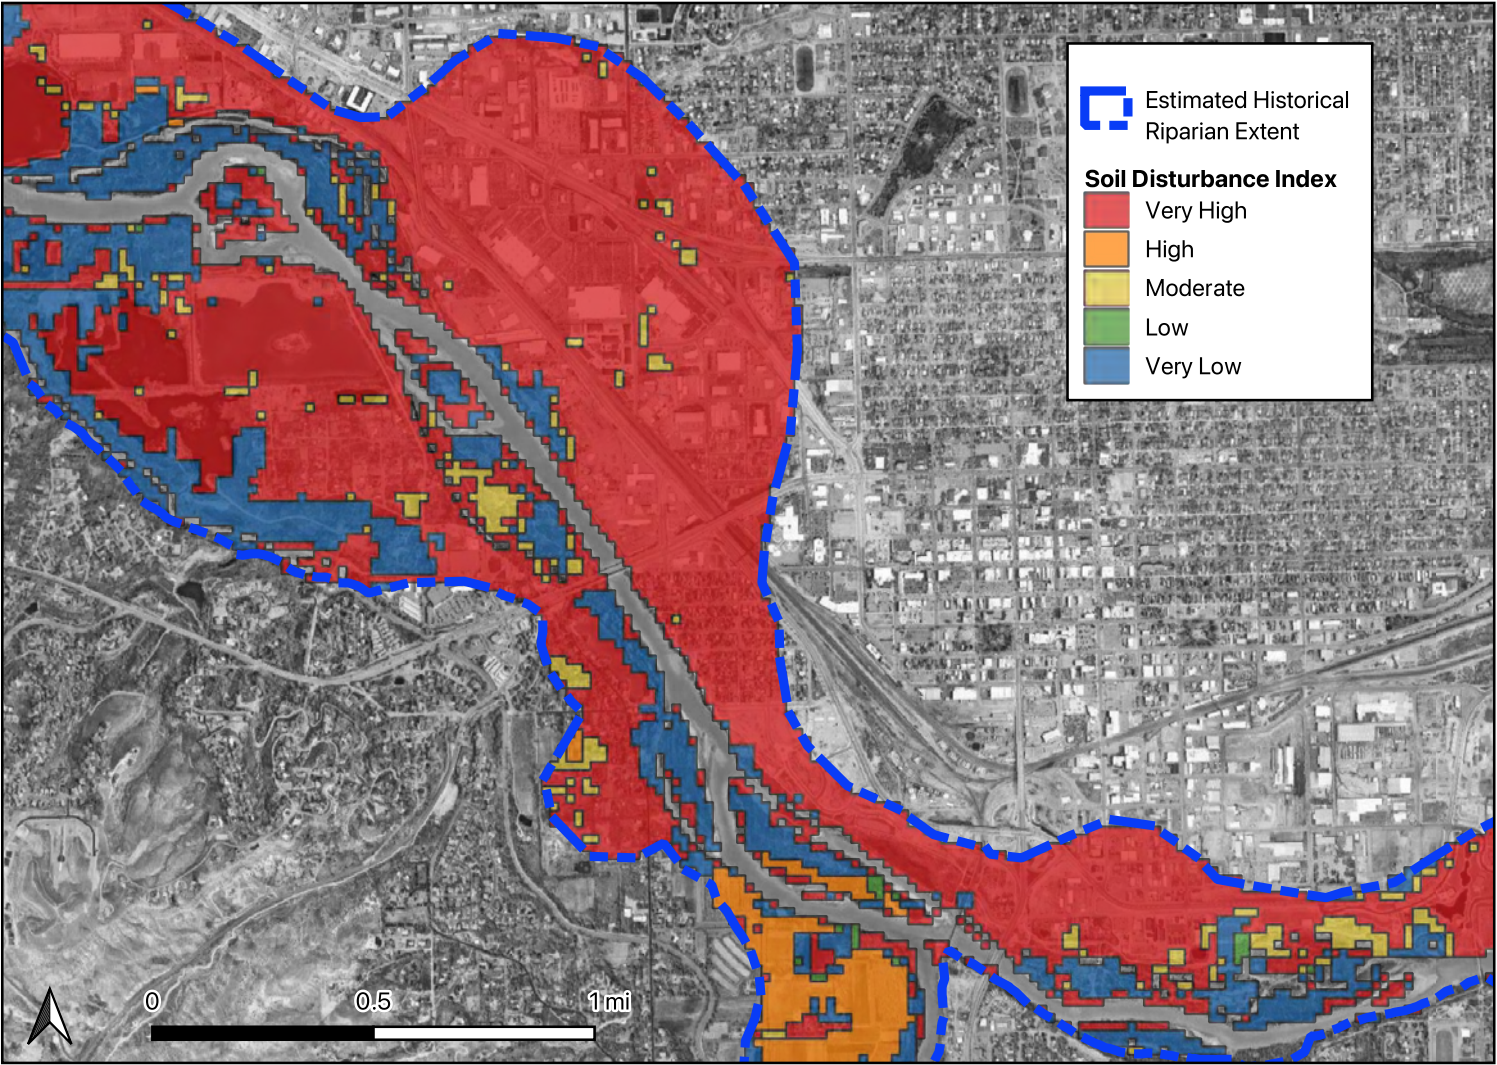 Estimated Historical
Riparian Extent
Soil Disturbance Index
Very High
High
Moderate
Low
Very Low
0 0.5 1 mi